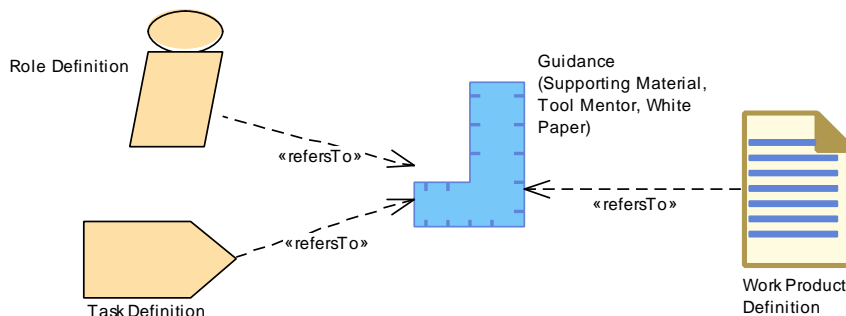 Role Definition
Guidance
(Supporting Material,
Tool Mentor, White
Paper)
«refersTo»
«refersTo»
«refersTo»
Task Definition
Work Product
Definition